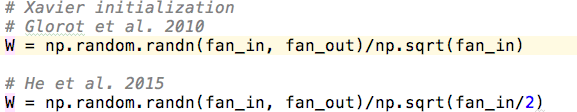 # Xavier initialization
# Glorot et al. 2010
W = np.random.randn(fan_in, fan_out)/np.sqrt(fan_in)
# He et al. 2015
W = np.random.randn(fan_in, fan_out)/np.sqrt(fan_in/2)